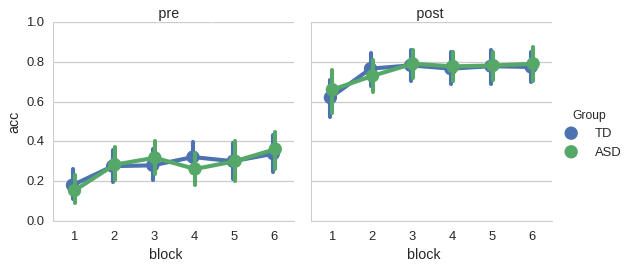 pre
post
1.0
0.8
0.6
0.4
0.2
0.0
acc
1 2 3 4 5 6
1 2 3 4 5 6
block
block
Group
TD
ASD